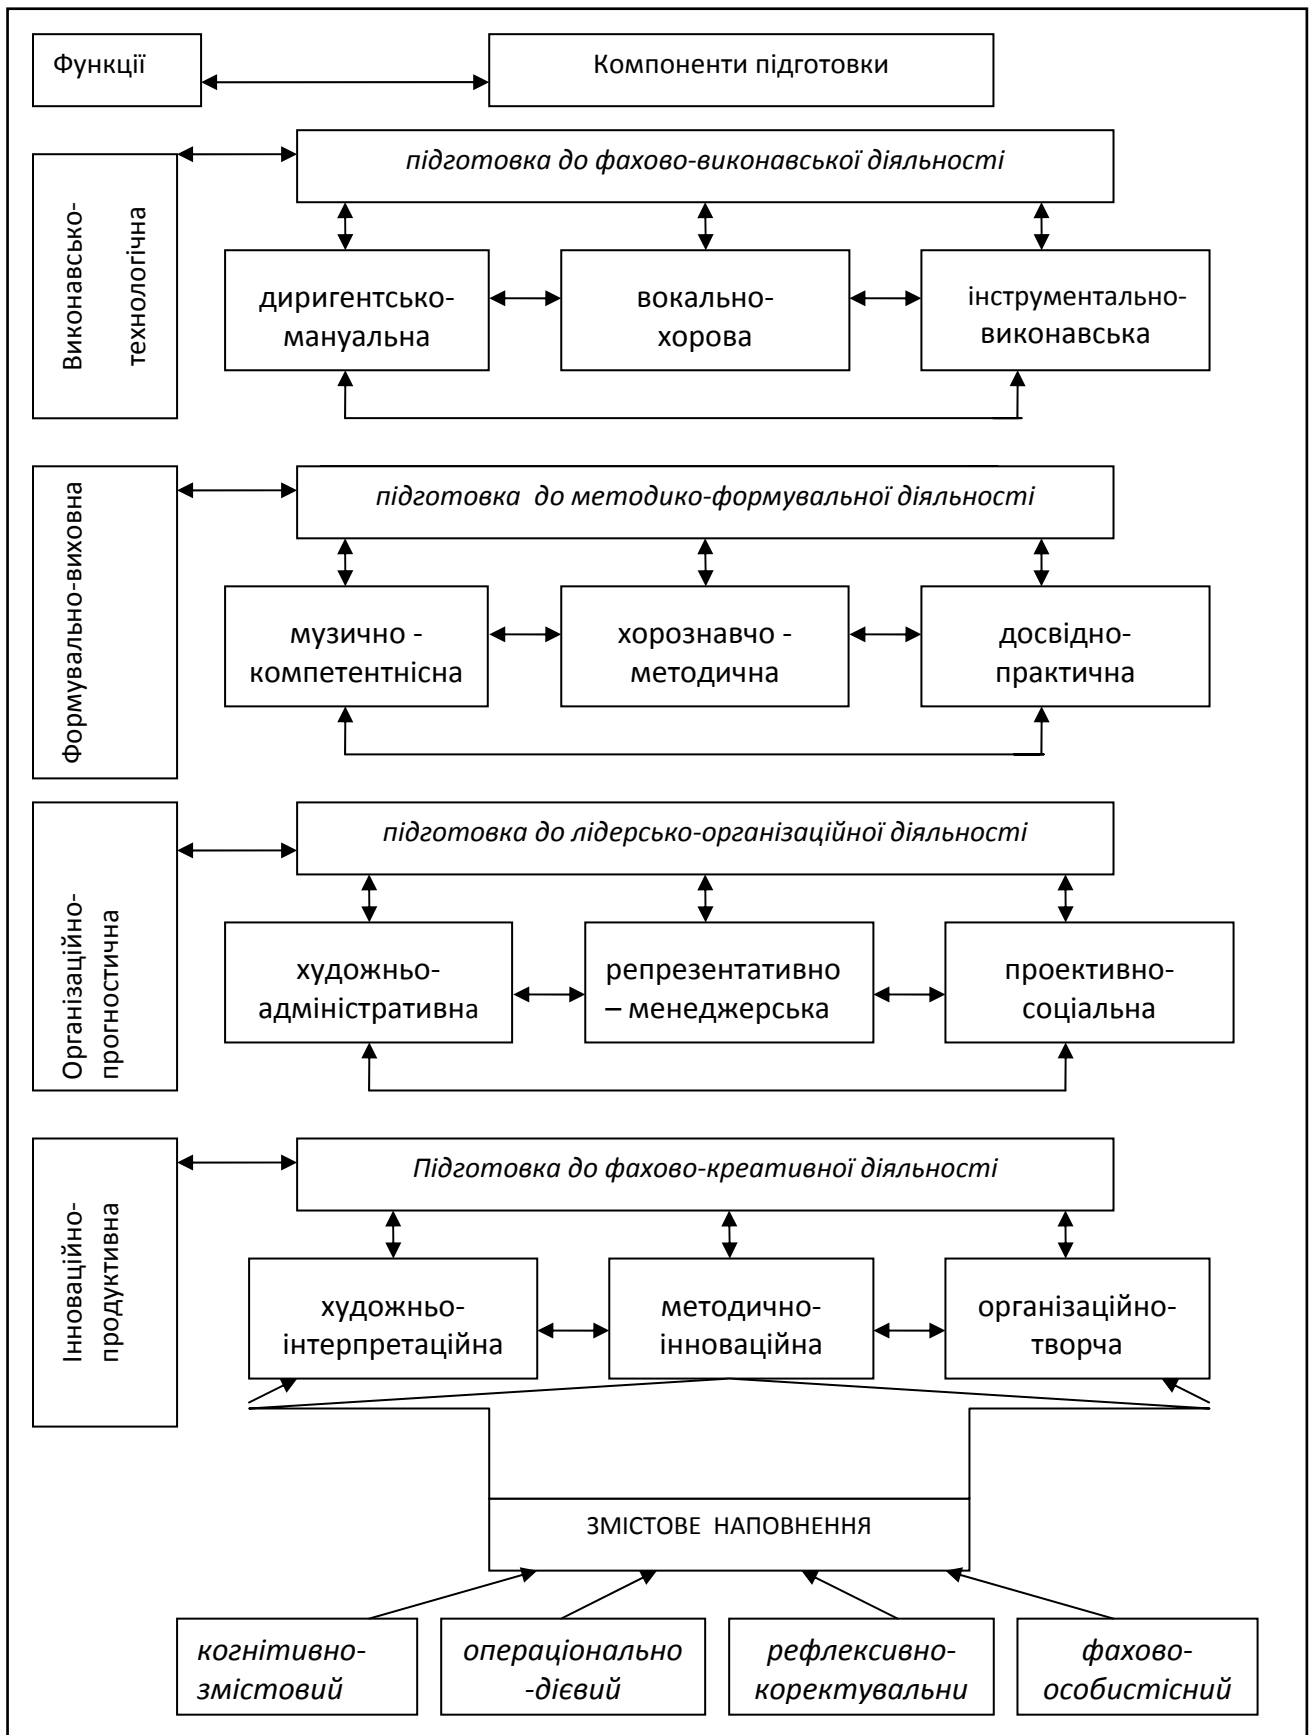 Функції
Компоненти підготовки
Виконавсько-
технологічна
підготовка до фахово-виконавської діяльності
диригентсько-
мануальна
вокально-
хорова
інструментально-
виконавська
Формувально-виховна
підготовка  до методико-формувальної діяльності
музично -
компетентнісна
хорознавчо -
методична
досвідно-
практична
Організаційно-
прогностична
підготовка до лідерсько-організаційної діяльності
художньо-
адміністративна
репрезентативно
– менеджерська
проективно-
соціальна
Інноваційно-
продуктивна
Підготовка до фахово-креативної діяльності
художньо-
інтерпретаційна
методично-
інноваційна
організаційно-
творча
ЗМІСТОВЕ  НАПОВНЕННЯ
когнітивно-
змістовий
операціонально
-дієвий
рефлексивно-
коректувальни
фахово-
особистісний